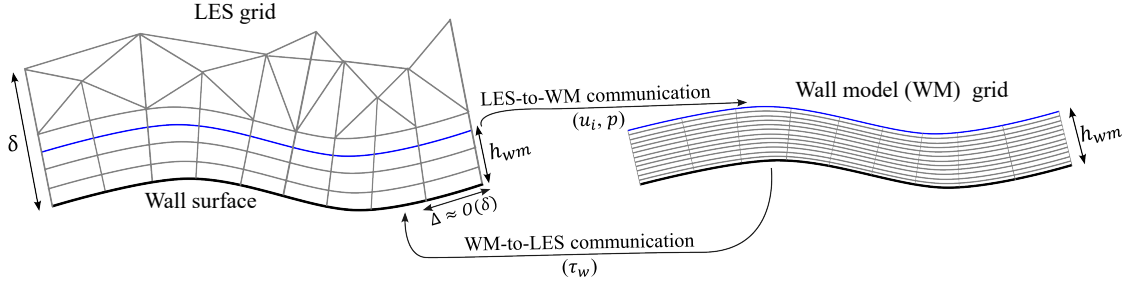 LES grid
δ
LES-to-WM communication
(uᵢ, p)
Wall model (WM) grid
h_wm
h_wm
Wall surface
Δ ≈ O(δ)
WM-to-LES communication
(τ_w)